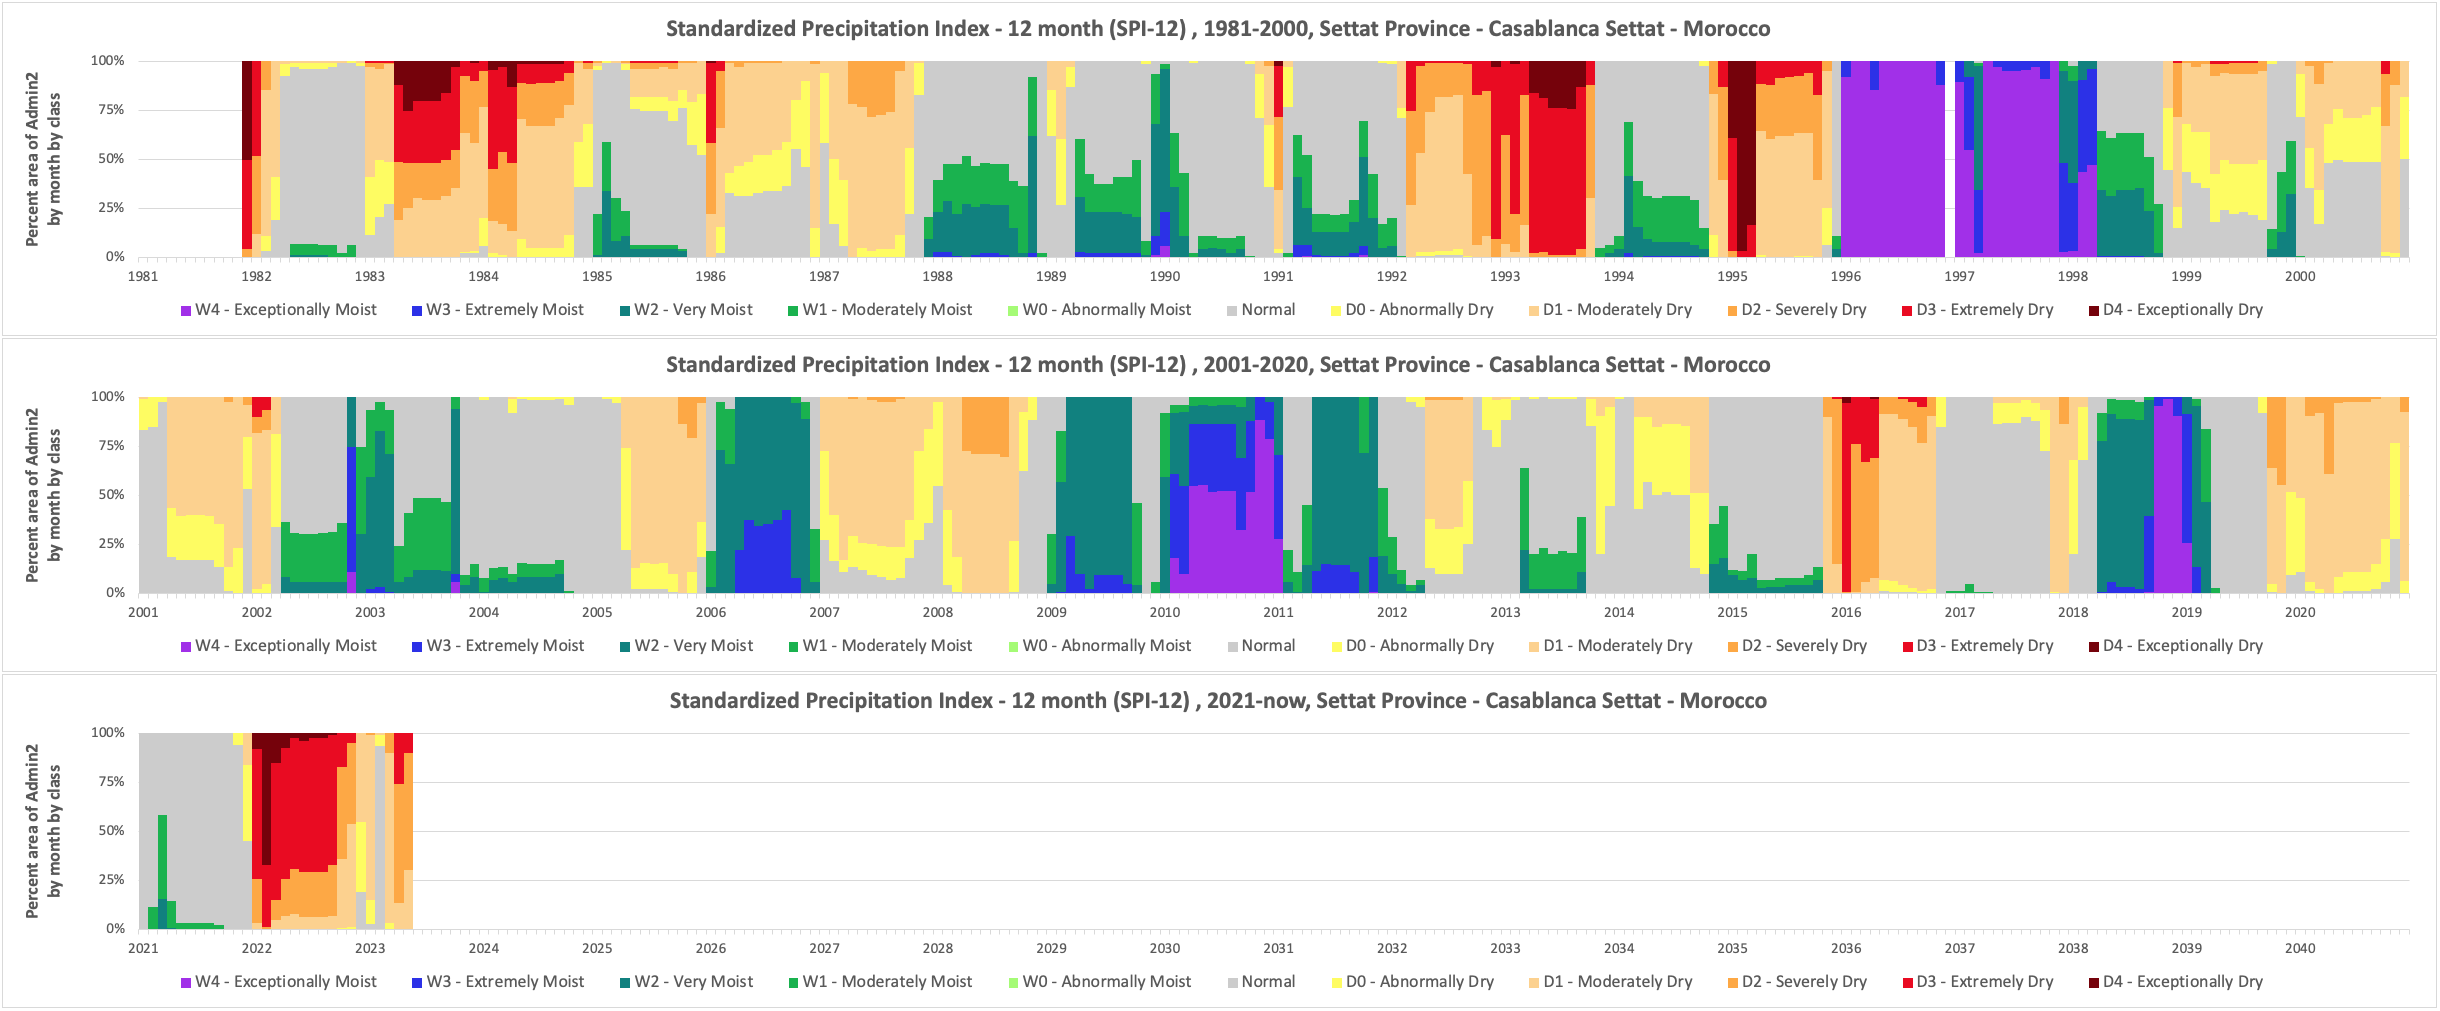 Standardized Precipitation Index - 12 month (SPI-12) , 1981-2000, Settat Province - Casablanca Settat - Morocco
Percent area of Admin2
by month by class
100%
75%
50%
25%
0%
1981 1982 1983 1984 1985 1986 1987 1988 1989 1990 1991 1992 1993 1994 1995 1996 1997 1998 1999 2000
W4 - Exceptionally Moist W3 - Extremely Moist W2 - Very Moist W1 - Moderately Moist W0 - Abnormally Moist Normal D0 - Abnormally Dry D1 - Moderately Dry D2 - Severely Dry D3 - Extremely Dry D4 - Exceptionally Dry
Standardized Precipitation Index - 12 month (SPI-12) , 2001-2020, Settat Province - Casablanca Settat - Morocco
Percent area of Admin2
by month by class
100%
75%
50%
25%
0%
2001 2002 2003 2004 2005 2006 2007 2008 2009 2010 2011 2012 2013 2014 2015 2016 2017 2018 2019 2020
W4 - Exceptionally Moist W3 - Extremely Moist W2 - Very Moist W1 - Moderately Moist W0 - Abnormally Moist Normal D0 - Abnormally Dry D1 - Moderately Dry D2 - Severely Dry D3 - Extremely Dry D4 - Exceptionally Dry
Standardized Precipitation Index - 12 month (SPI-12) , 2021-now, Settat Province - Casablanca Settat - Morocco
Percent area of Admin2
by month by class
100%
75%
50%
25%
0%
2021 2022 2023 2024 2025 2026 2027 2028 2029 2030 2031 2032 2033 2034 2035 2036 2037 2038 2039 2040
W4 - Exceptionally Moist W3 - Extremely Moist W2 - Very Moist W1 - Moderately Moist W0 - Abnormally Moist Normal D0 - Abnormally Dry D1 - Moderately Dry D2 - Severely Dry D3 - Extremely Dry D4 - Exceptionally Dry